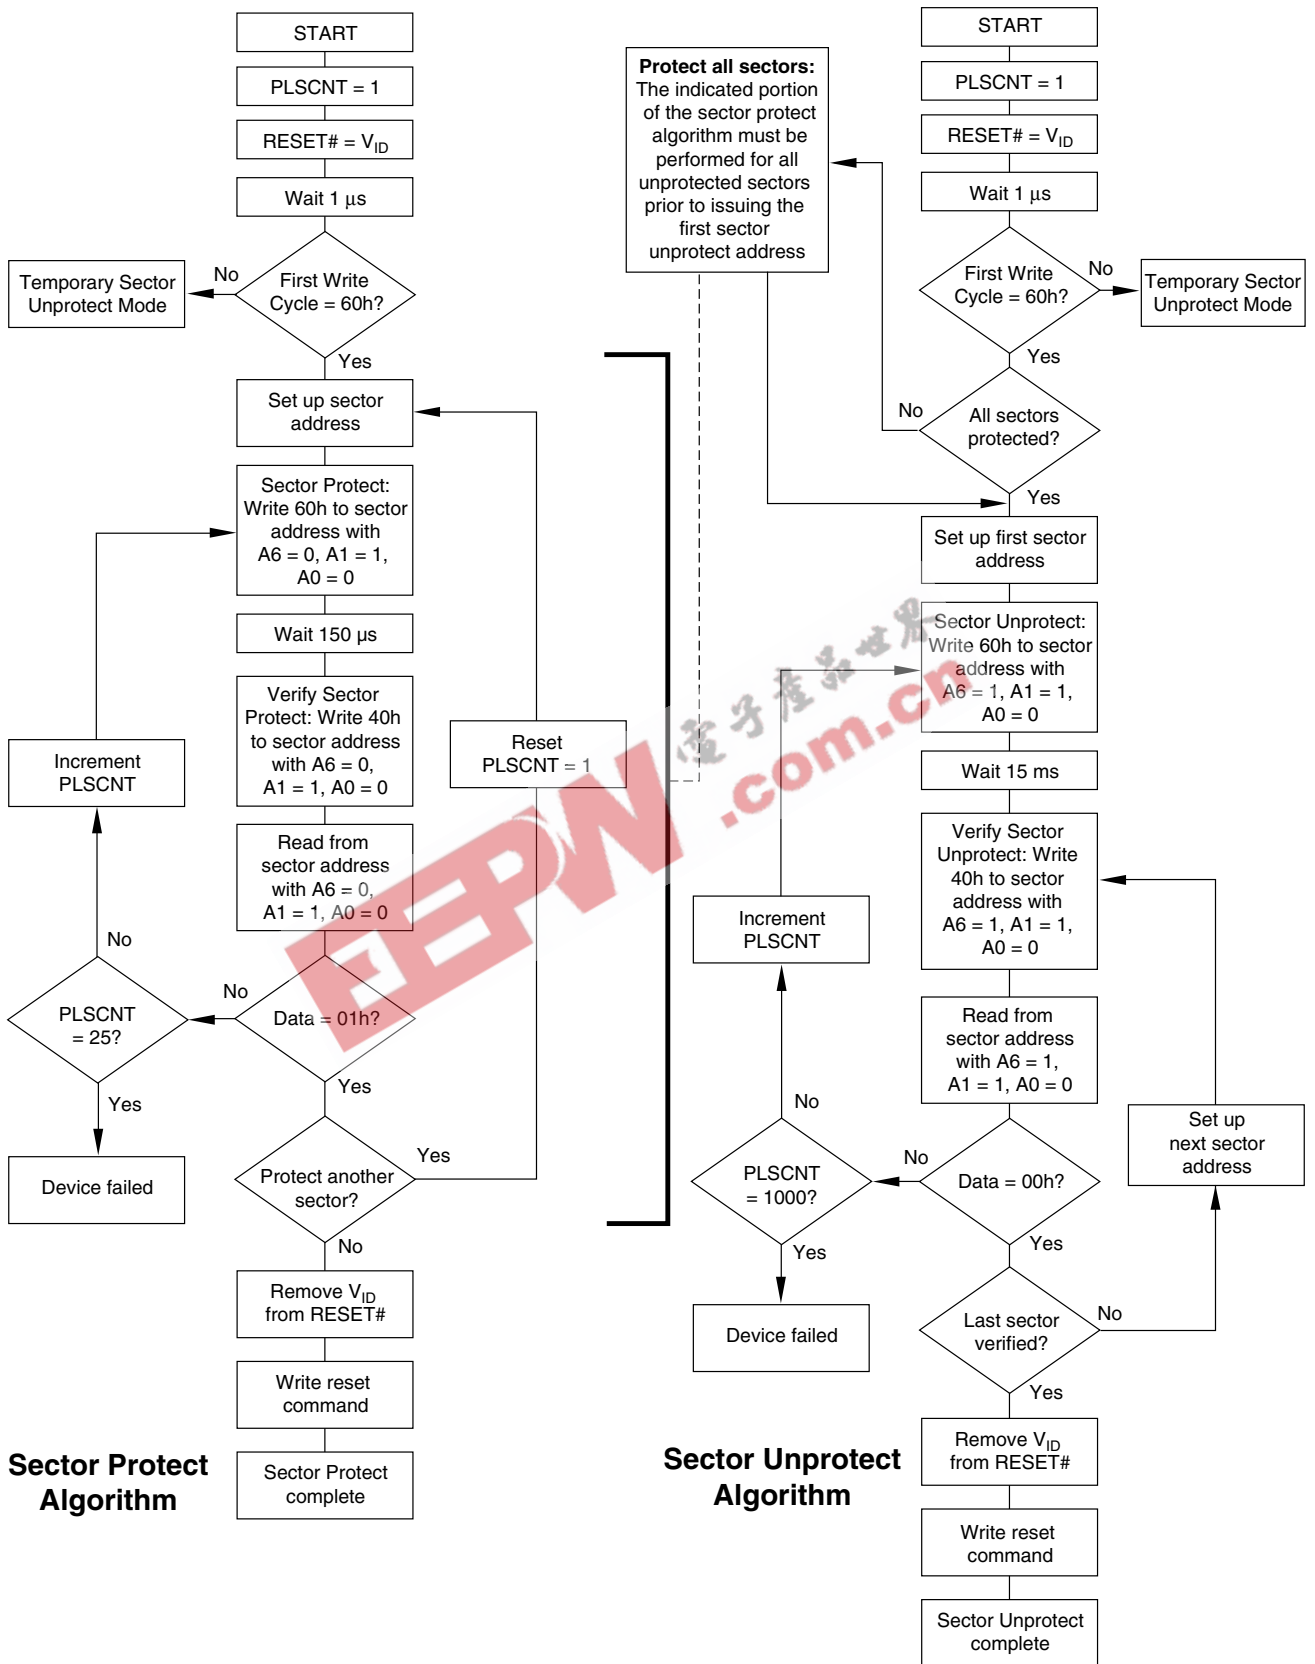 START
PLSCNT = 1
RESET# = VID
Wait 1 μs
First Write
Cycle = 60h?
No
Temporary Sector
Unprotect Mode
Yes
Set up sector
address
Sector Protect:
Write 60h to sector
address with
A6 = 0, A1 = 1,
A0 = 0
Wait 150 µs
Verify Sector
Protect: Write 40h
to sector address
with A6 = 0,
A1 = 1, A0 = 0
Increment
PLSCNT
Reset
PLSCNT = 1
Read from
sector address
with A6 = 0,
A1 = 1, A0 = 0
No
PLSCNT
= 25?
No
Data = 01h?
Yes
Yes
Device failed
Protect another
sector?
Yes
No
Remove VID
from RESET#
Write reset
command
Sector Protect
complete
Sector Protect
Algorithm
Protect all sectors:
The indicated portion
of the sector protect
algorithm must be
performed for all
unprotected sectors
prior to issuing the
first sector
unprotect address
START
PLSCNT = 1
RESET# = VID
Wait 1 μs
First Write
Cycle = 60h?
No
Temporary Sector
Unprotect Mode
Yes
No
All sectors
protected?
Yes
Set up first sector
address
Sector Unprotect:
Write 60h to sector
address with
A6 = 1, A1 = 1,
A0 = 0
Wait 15 ms
Verify Sector
Unprotect: Write
40h to sector
address with
A6 = 1, A1 = 1,
A0 = 0
Increment
PLSCNT
Read from
sector address
with A6 = 1,
A1 = 1, A0 = 0
No
Set up
next sector
address
PLSCNT
= 1000?
No
Data = 00h?
Yes
Yes
Device failed
Last sector
verified?
No
Yes
Remove VID
from RESET#
Write reset
command
Sector Unprotect
complete
Sector Unprotect
Algorithm
EEPW
電子産品世界
.com.cn